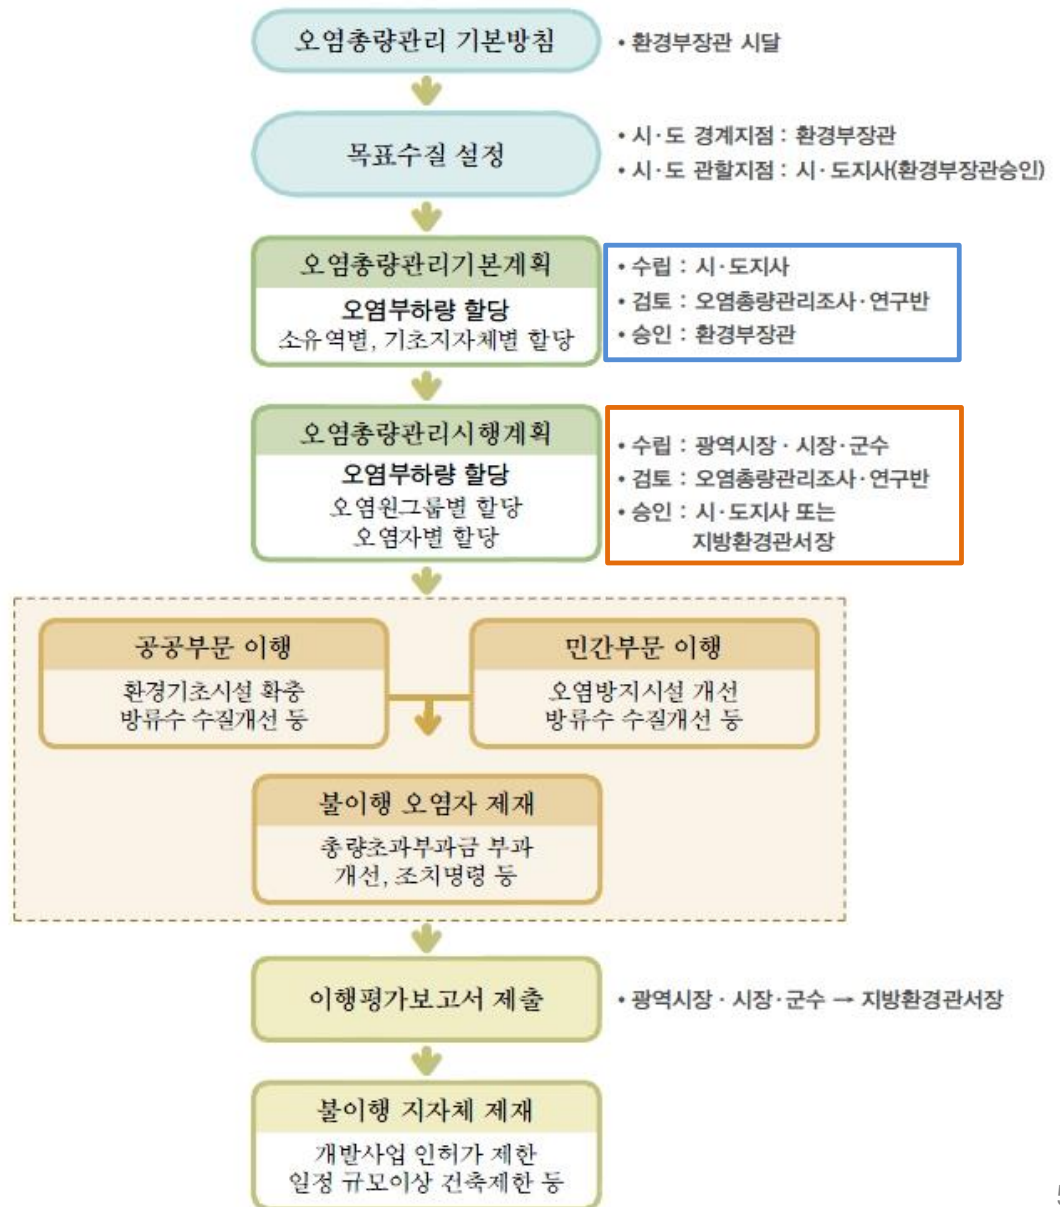 오염총량관리 기본방침
• 환경부장관 시달
목표수질 설정
• 시·도 경계지점 : 환경부장관
• 시·도 관할지점 : 시·도지사(환경부장관승인)
오염총량관리기본계획
오염부하량 할당
소유역별, 기초지자체별 할당
• 수립 : 시·도지사
• 검토 : 오염총량관리조사·연구반
• 승인 : 환경부장관
오염총량관리시행계획
오염부하량 할당
오염원그룹별 할당
오염자별 할당
• 수립 : 광역시장 · 시장·군수
• 검토 : 오염총량관리조사·연구반
• 승인 : 시·도지사 또는
지방환경관서장
공공부문 이행
환경기초시설 확충
방류수 수질개선 등
민간부문 이행
오염방지시설 개선
방류수 수질개선 등
불이행 오염자 제재
총량초과부과금 부과
개선, 조치명령 등
이행평가보고서 제출
• 광역시장 · 시장·군수 → 지방환경관서장
불이행 지자체 제재
개발사업 인허가 제한
일정 규모이상 건축제한 등